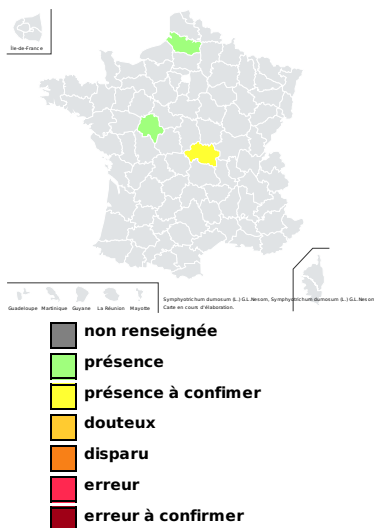 Île-de-France
Guadeloupe Martinique Guyane La Réunion Mayotte
Symphyotrichum dumosum (L.) G.L.Nesom, Symphyotrichum dumosum (L.) G.L.Nesom
Carte en cours d'élaboration.
non renseignée
présence
présence à confimer
douteux
disparu
erreur
erreur à confirmer